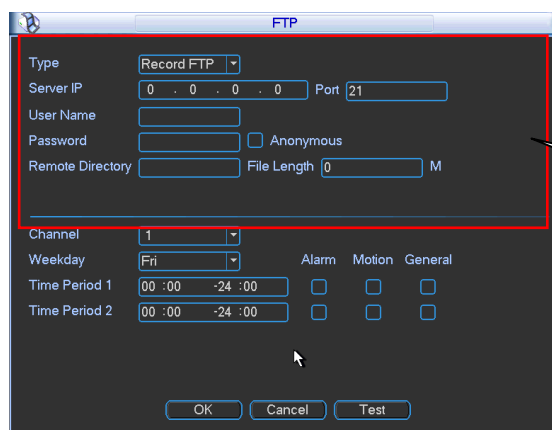 FTP
Type Record FTP
Server IP 0 . 0 . 0 . 0 Port 21
User Name
Password Anonymous
Remote Directory File Length 0 M
Channel 1
Weekday Fri Alarm Motion General
Time Period 1 00 :00 -24 :00
Time Period 2 00 :00 -24 :00
OK Cancel Test